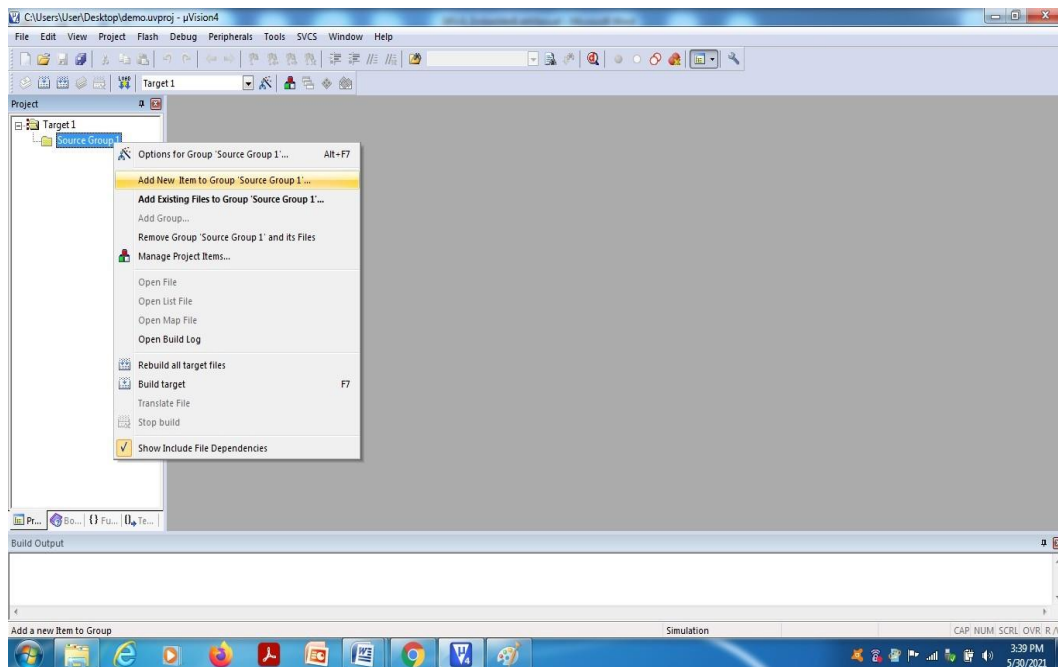 C:\Users\User\Desktop\demo.uvproj - µVision4
File Edit View Project Flash Debug Peripherals Tools SVCS Window Help
Target 1
Project
Target 1
Source Group 1
Options for Group 'Source Group 1'... Alt+F7
Add New Item to Group 'Source Group 1'...
Add Existing Files to Group 'Source Group 1'...
Add Group...
Remove Group 'Source Group 1' and its Files
Manage Project Items...
Open File
Open List File
Open Map File
Open Build Log
Rebuild all target files
Build target F7
Translate File
Stop build
Show Include File Dependencies
Pr... Bo... {} Fu... Te...
Build Output
Add a new Item to Group Simulation CAP NUM SCRL OVR R
3:39 PM
5/30/2021